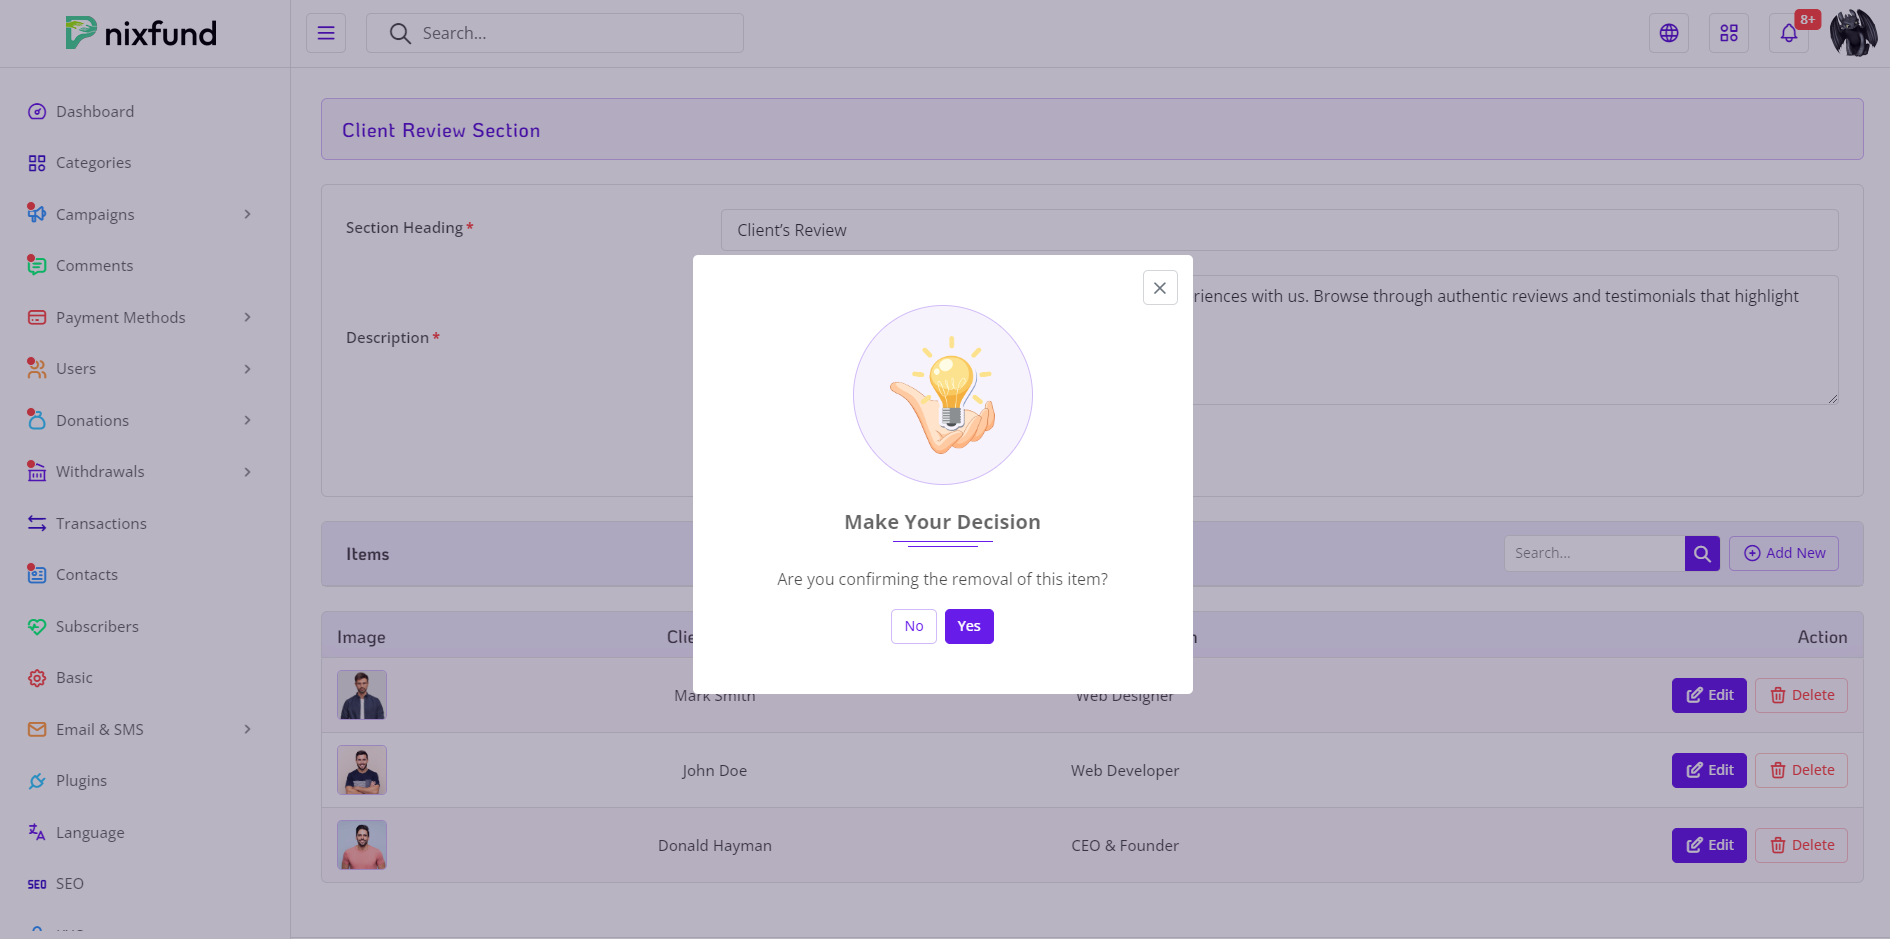 nixfund
Search...
8+
Dashboard
Categories
Campaigns
Comments
Payment Methods
Users
Donations
Withdrawals
Transactions
Contacts
Subscribers
Basic
Email & SMS
Plugins
Language
SEO SEO
Client Review Section
Section Heading *
Client's Review
Description *
riences with us. Browse through authentic reviews and testimonials that highlight
Make Your Decision
Are you confirming the removal of this item?
No Yes
Items
Search...
Add New
Image Clie n Action
Mark Smith Web Designer Edit Delete
John Doe Web Developer Edit Delete
Donald Hayman CEO & Founder Edit Delete